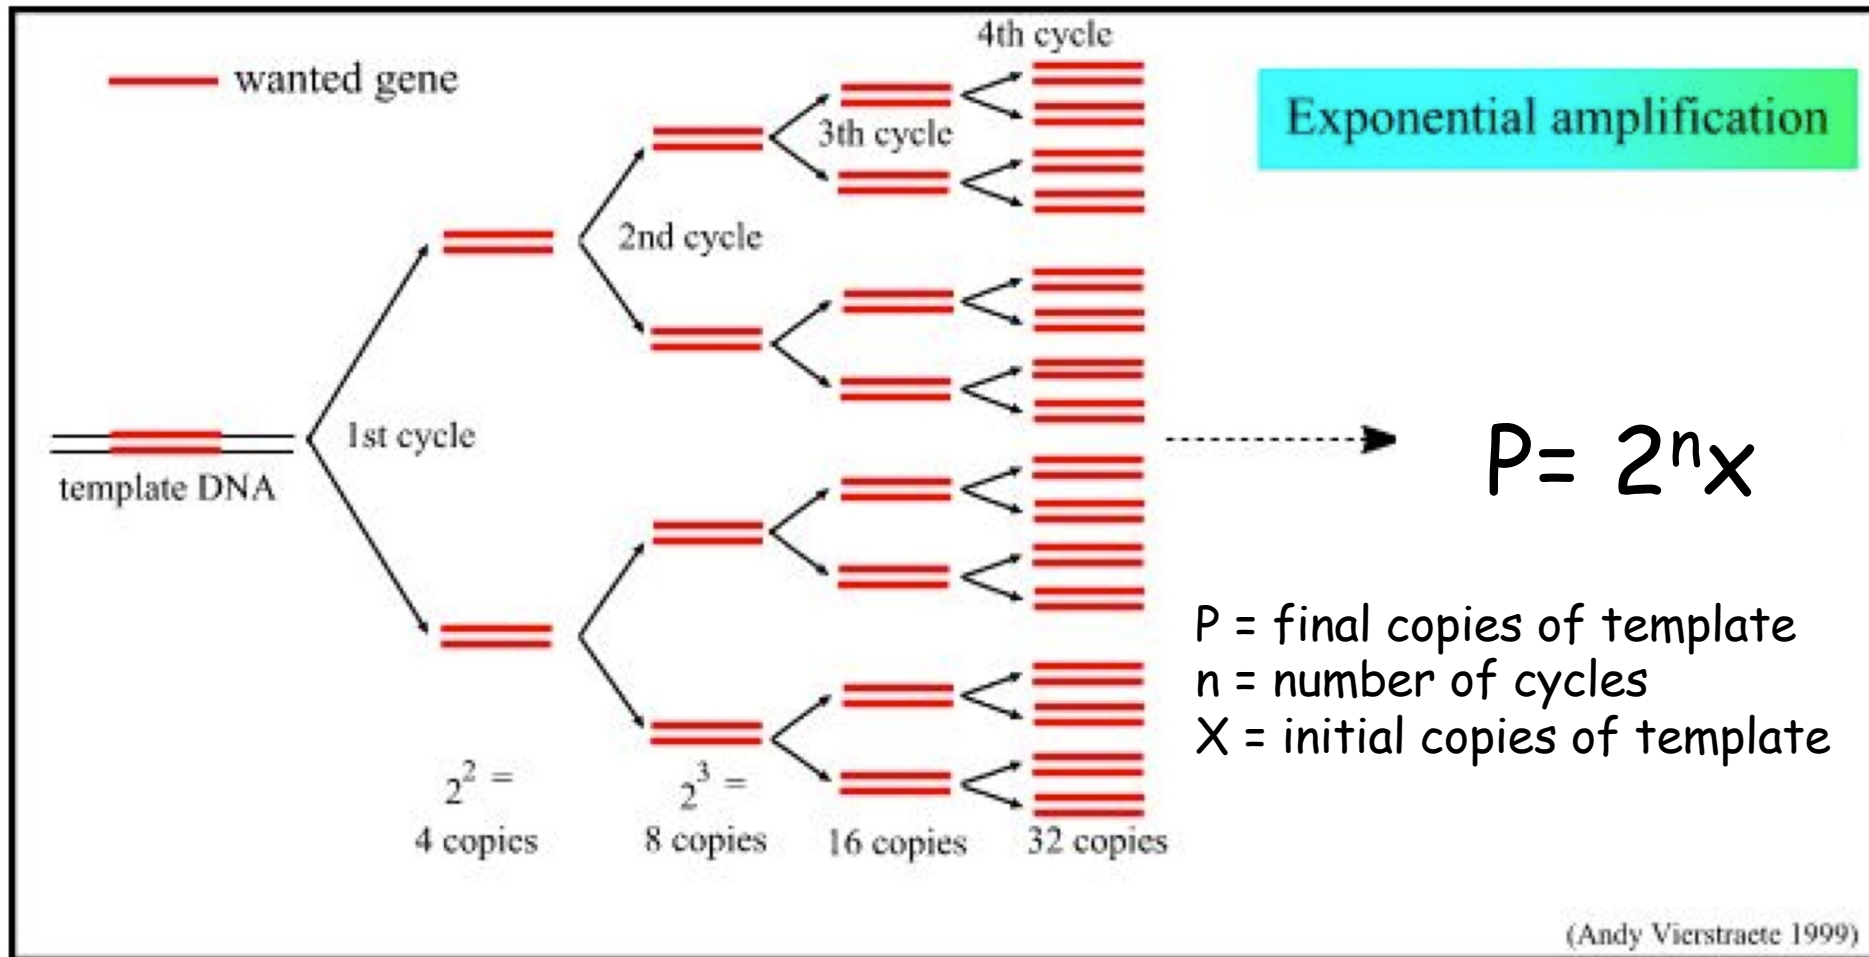 4th cycle
wanted gene
Exponential amplification
3th cycle
2nd cycle
1st cycle
template DNA
P= 2ⁿx
P = final copies of template
n = number of cycles
X = initial copies of template
2² =
4 copies
2³ =
8 copies
16 copies
32 copies
(Andy Vierstraete 1999)